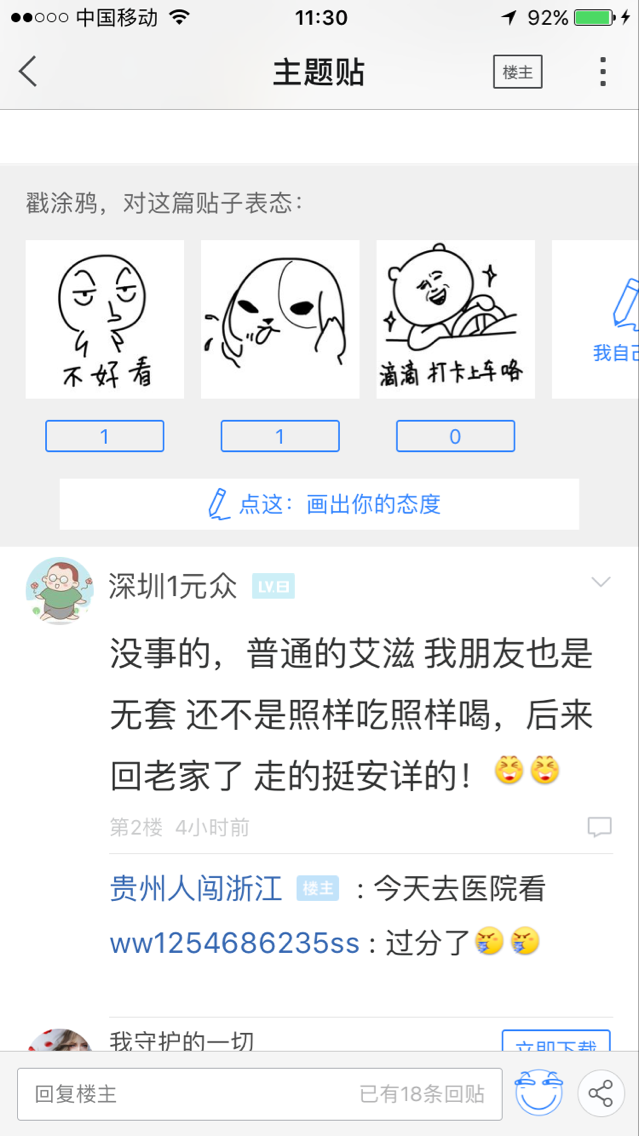 中国移动 11:30 92%
主题贴 楼主
戳涂鸦，对这篇贴子表态：
不好看
滴滴 打卡上车咯
我自己
1 1 0
点这：画出你的态度
深圳1元众
没事的，普通的艾滋 我朋友也是
无套 还不是照样吃照样喝，后来
回老家了 走的挺安详的！
第2楼 4小时前
贵州人闯浙江 楼主 : 今天去医院看
ww1254686235ss : 过分了
我守护的一切 立即下载
回复楼主 已有18条回贴